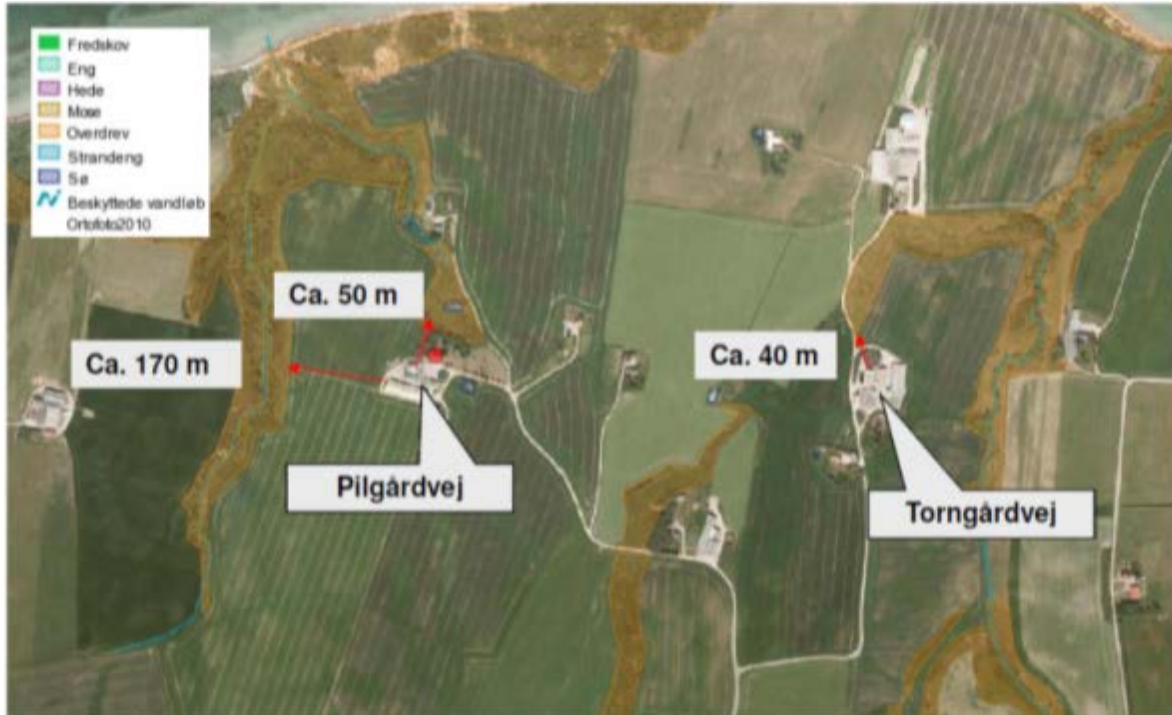 Fredskov
Eng
Hede
Mose
Overdrev
Strandeng
Sø
Beskyttede vandløb
Ortofoto2010
Ca. 50 m
Ca. 170 m
Ca. 40 m
Pilgårdvej
Torngårdvej